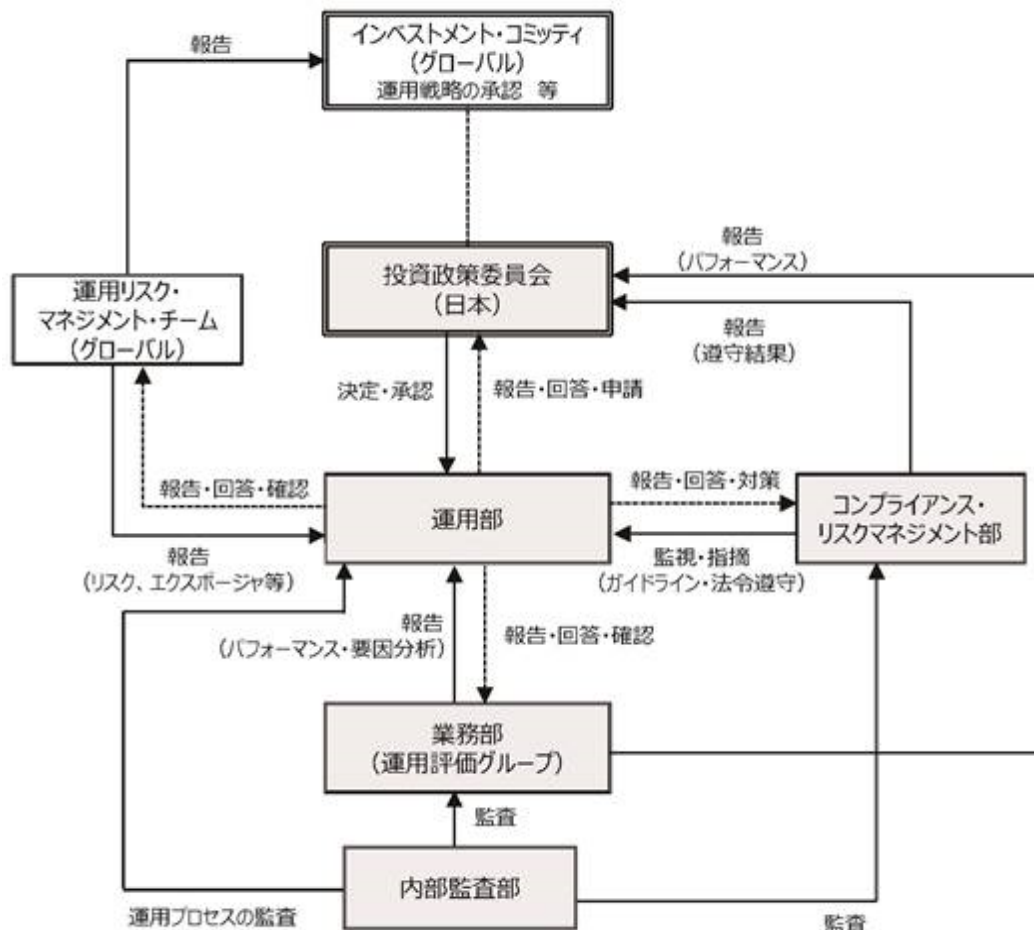 報告
インベストメント・コミッティ
(グローバル)
運用戦略の承認 等
報告
(パフォーマンス)
投資政策委員会
(日本)
運用リスク・
マネジメント・チーム
(グローバル)
報告
(遵守結果)
決定・承認
報告・回答・申請
報告・回答・確認
運用部
報告・回答・対策
コンプライアンス・
リスクマネジメント部
報告
(リスク、エクスポージャ等)
監視・指摘
(ガイドライン・法令遵守)
報告
(パフォーマンス・要因分析)
報告・回答・確認
業務部
(運用評価グループ)
監査
内部監査部
運用プロセスの監査
監査